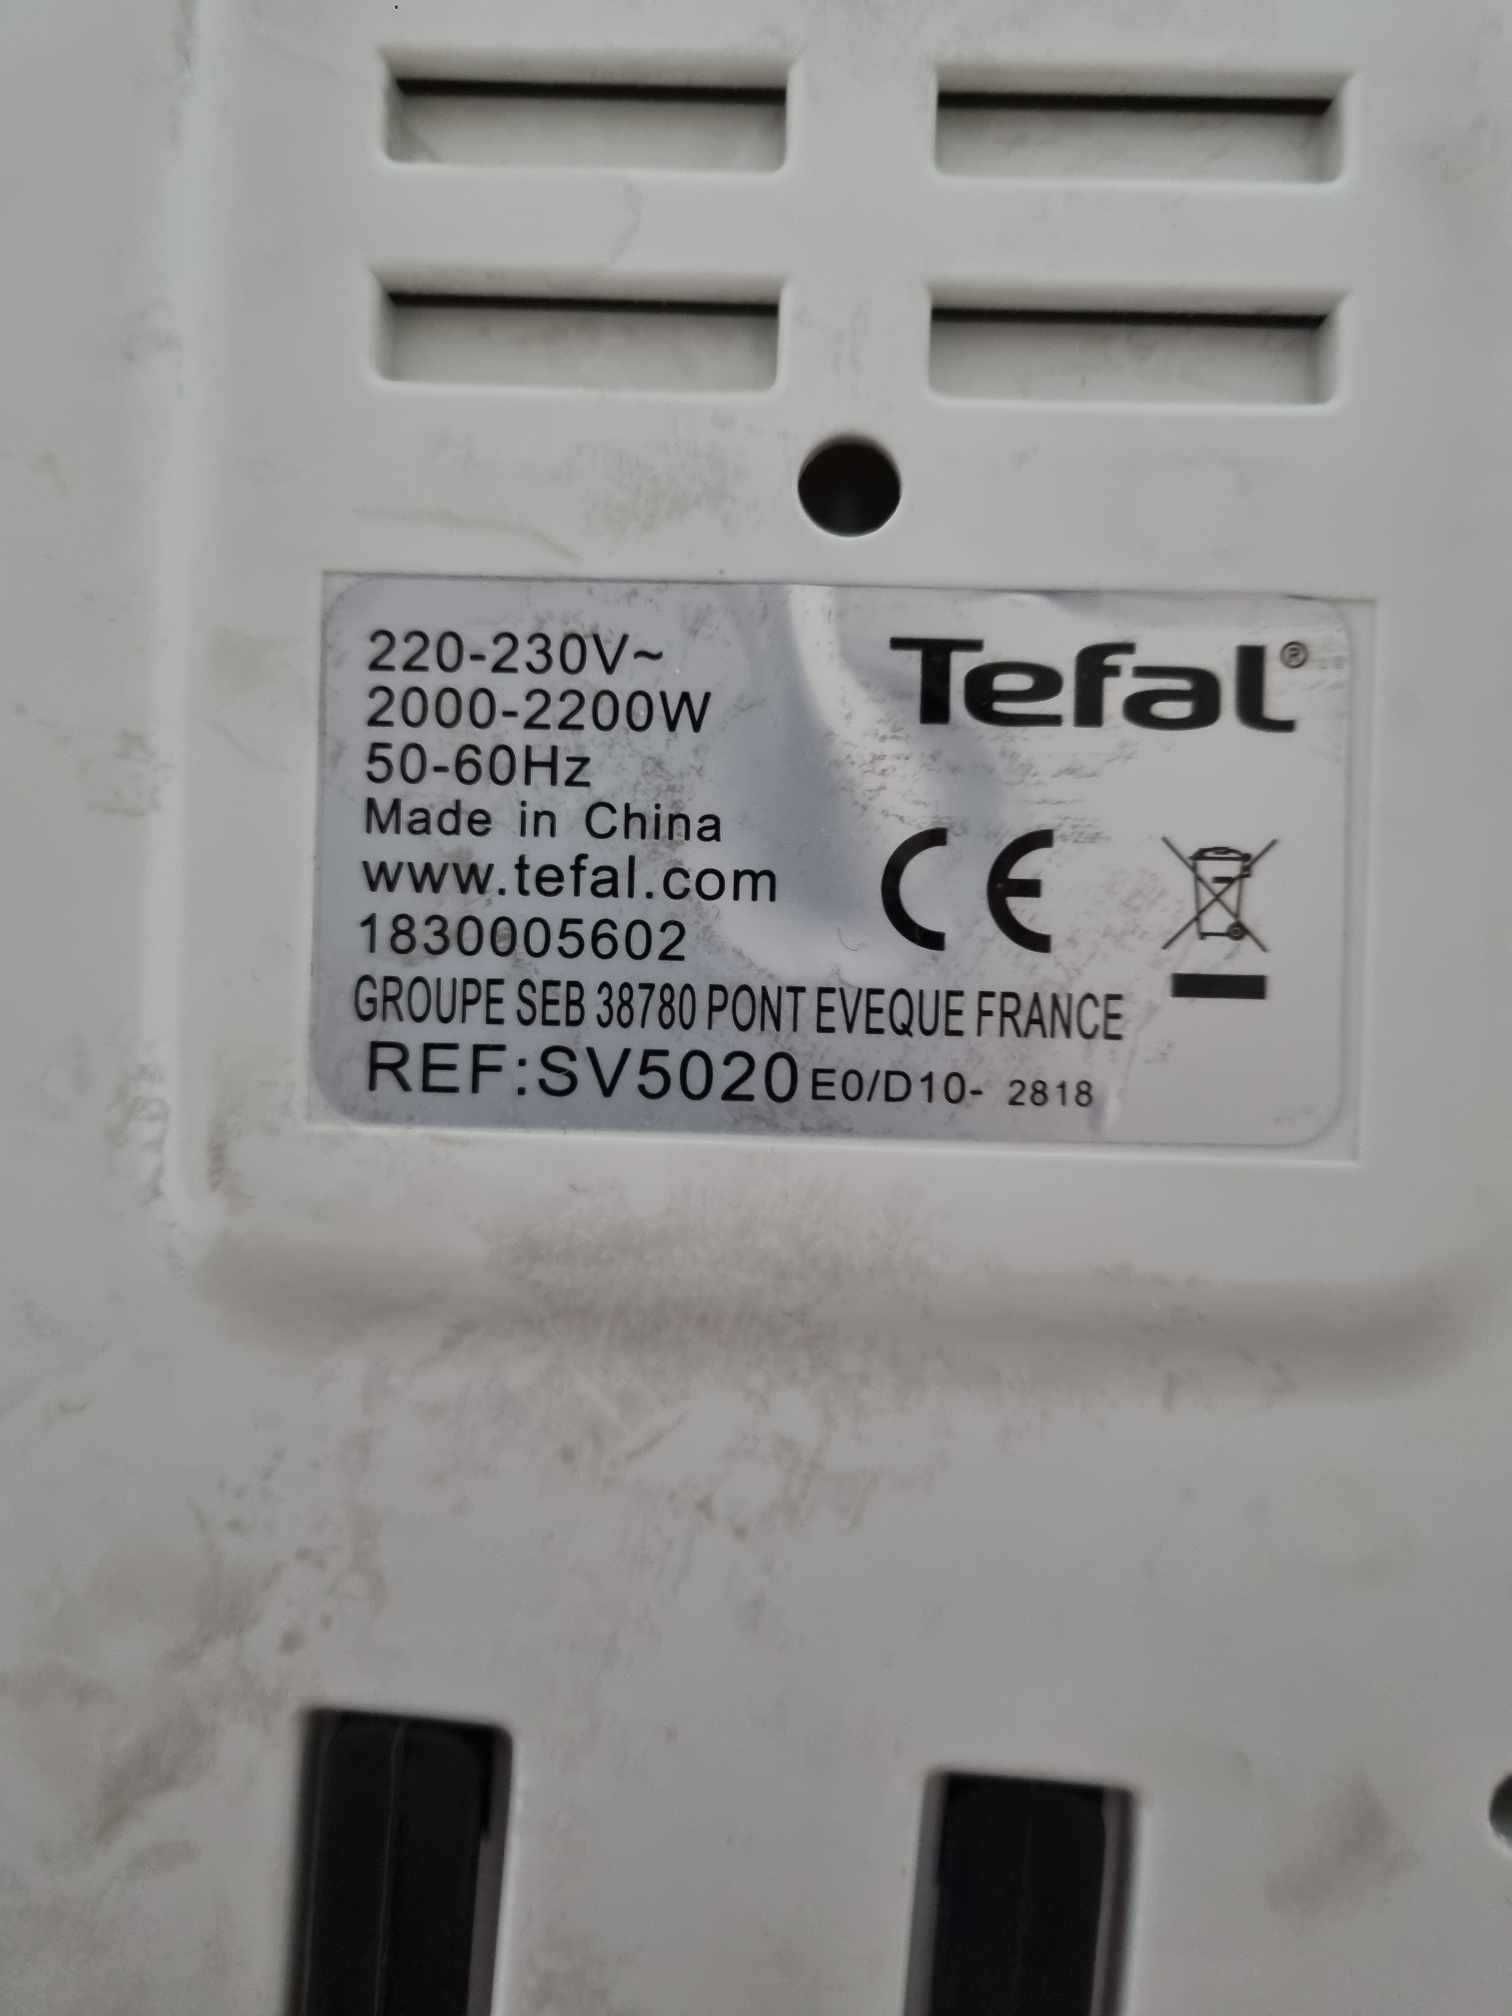 220-230V~
2000-2200W
50-60Hz
Made in China
www.tefal.com
1830005602
GROUPE SEB 38780 PONT EVEQUE FRANCE
REF:SV5020 E0/D10- 2818
Tefal®
CE